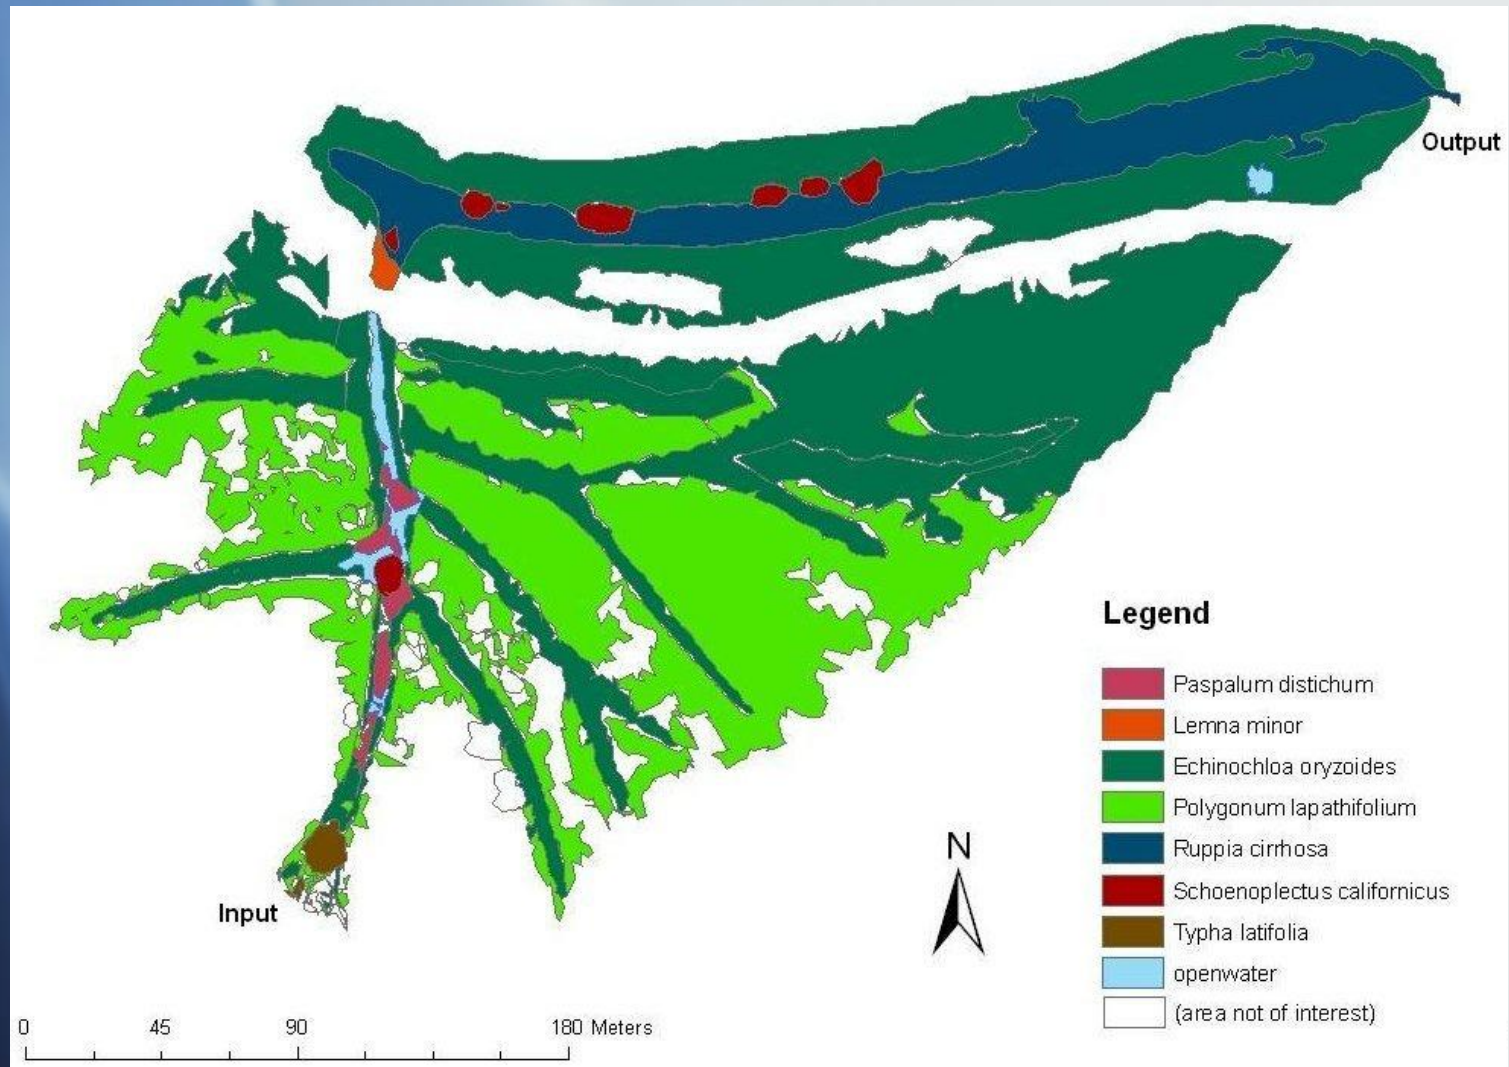 Output
Legend
Paspalum distichum
Lemna minor
Echinochloa oryzoides
Polygonum lapathifolium
Ruppia cirrhosa
Schoenoplectus californicus
Typha latifolia
openwater
(area not of interest)
N
Input
0 45 90 180 Meters